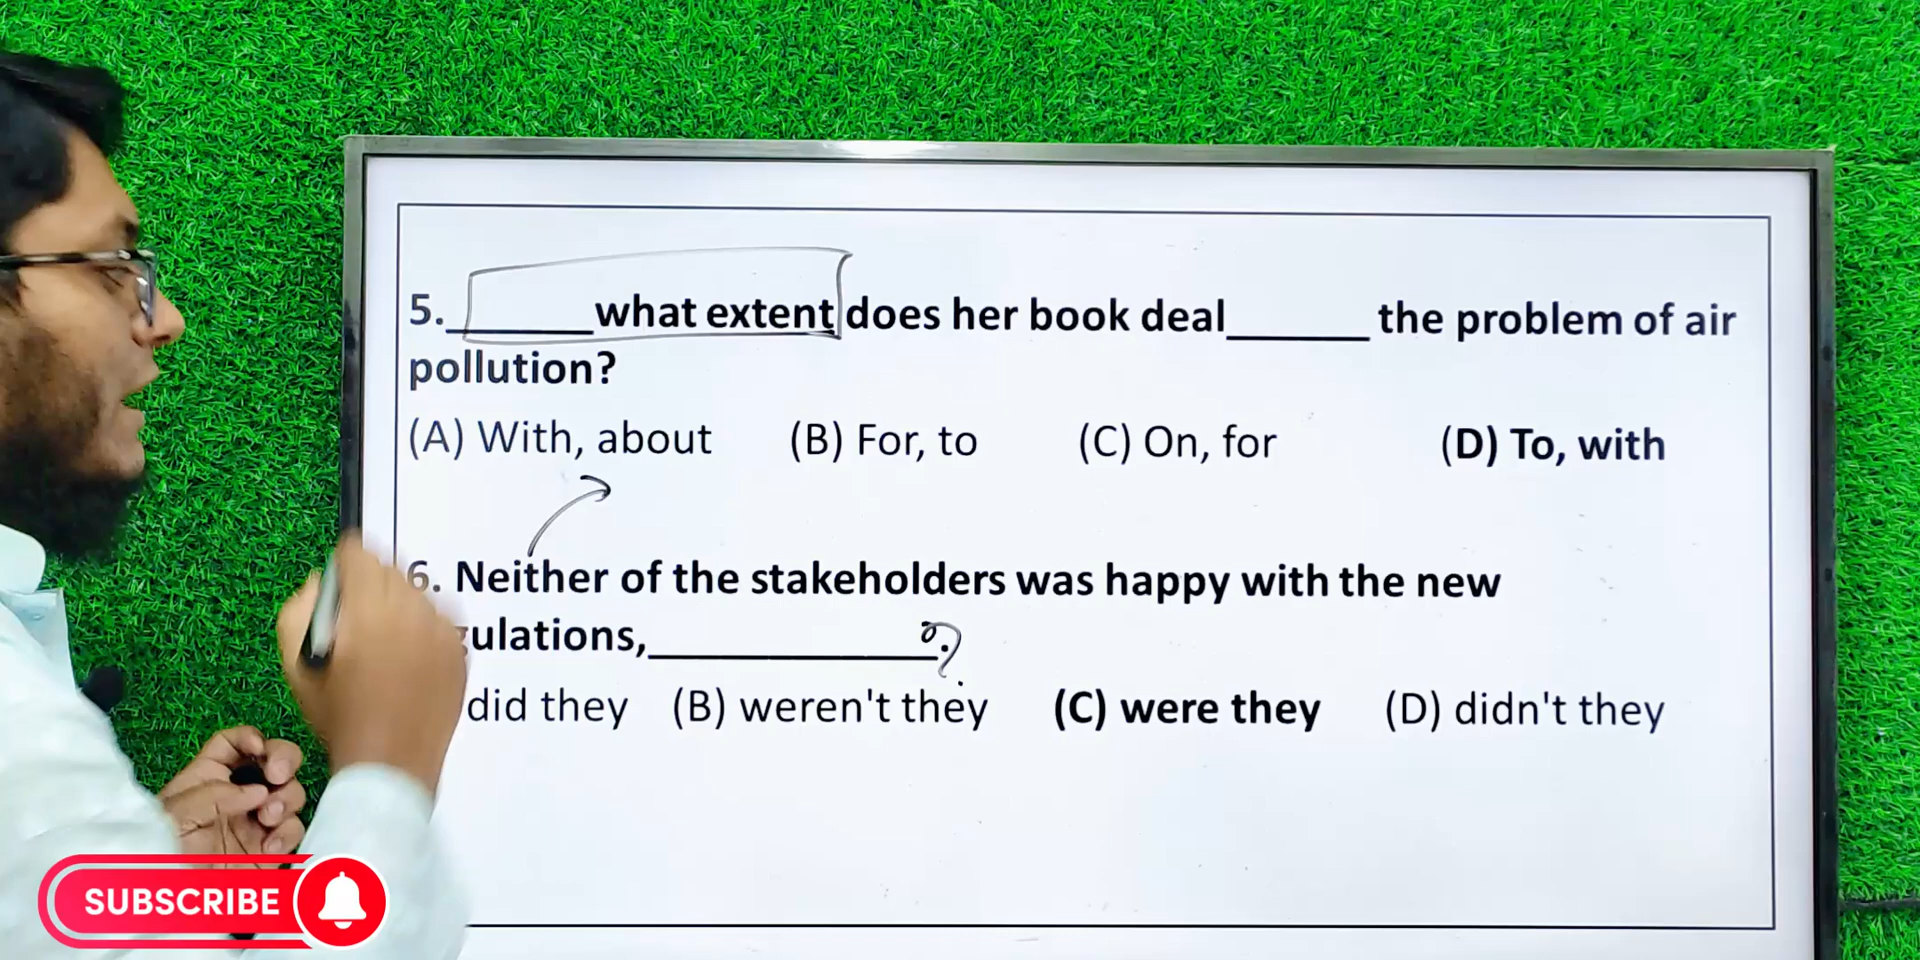 5.______what extent does her book deal______ the problem of air
pollution?
(A) With, about (B) For, to (C) On, for (D) To, with
6. Neither of the stakeholders was happy with the new
gulations,____________.?
did they (B) weren't they (C) were they (D) didn't they
SUBSCRIBE